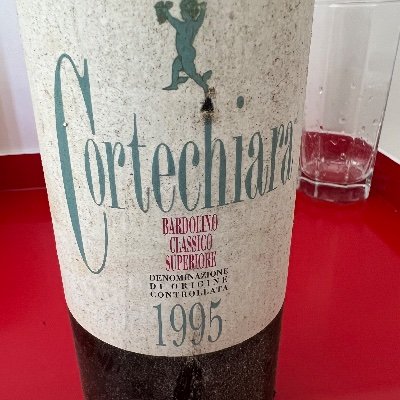 Cortechiara
BARDOLINO
CLASSICO
SUPERIORE
DENOMINAZIONE
DI ORIGINE
CONTROLLATA
1995